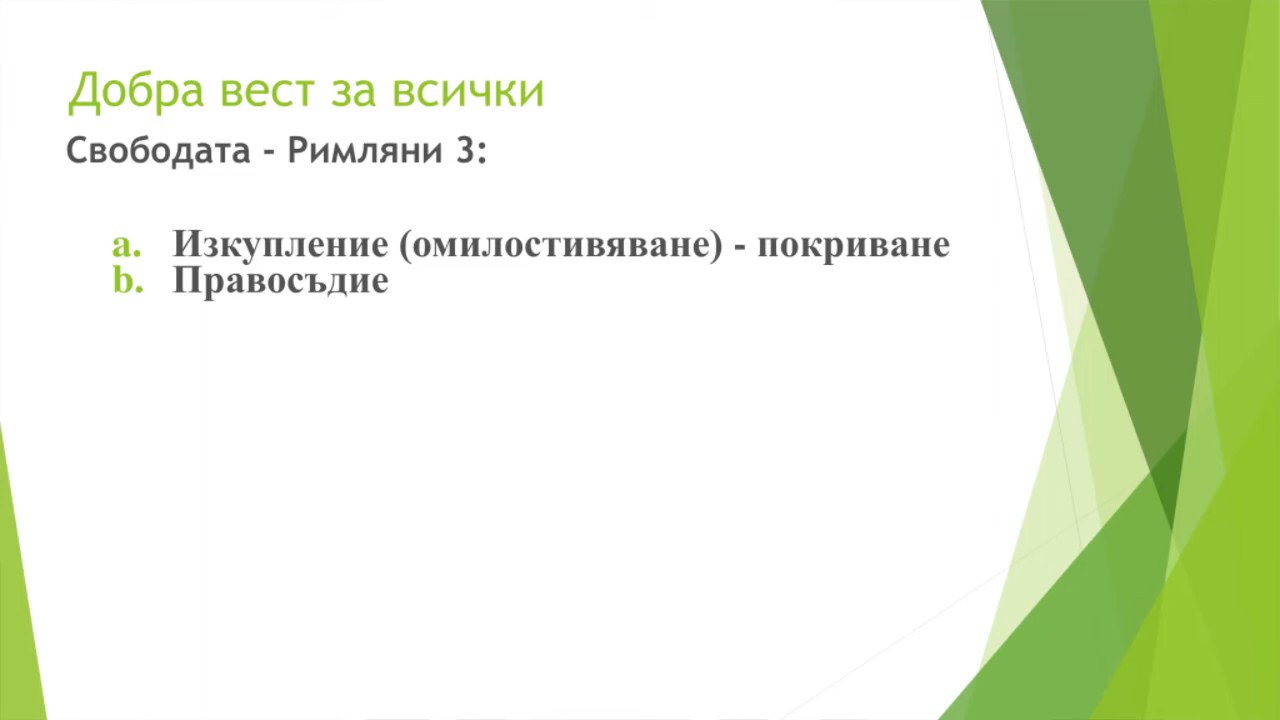 Добра вест за всички
Свободата - Римляни 3:
a. Изкупление (омилостивяване) - покриване
b. Правосъдие